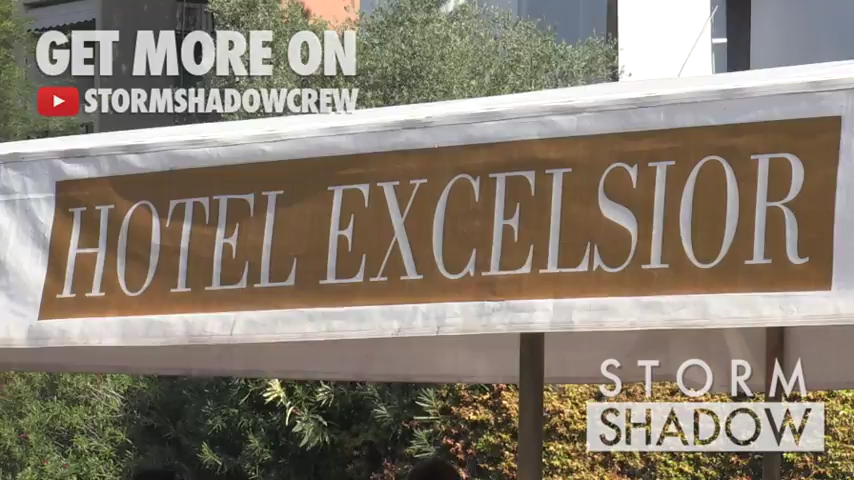 GET MORE ON
STORMSHADOWCREW
HOTEL EXCELSIOR
STORM
SHADOW